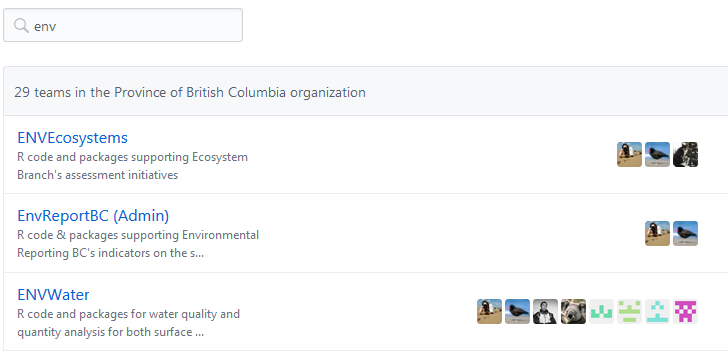 env
29 teams in the Province of British Columbia organization
ENVEcosystems
R code and packages supporting Ecosystem
Branch's assessment initiatives
EnvReportBC (Admin)
R code & packages supporting Environmental
Reporting BC's indicators on the s...
ENVWater
R code and packages for water quality and
quantity analysis for both surface ...